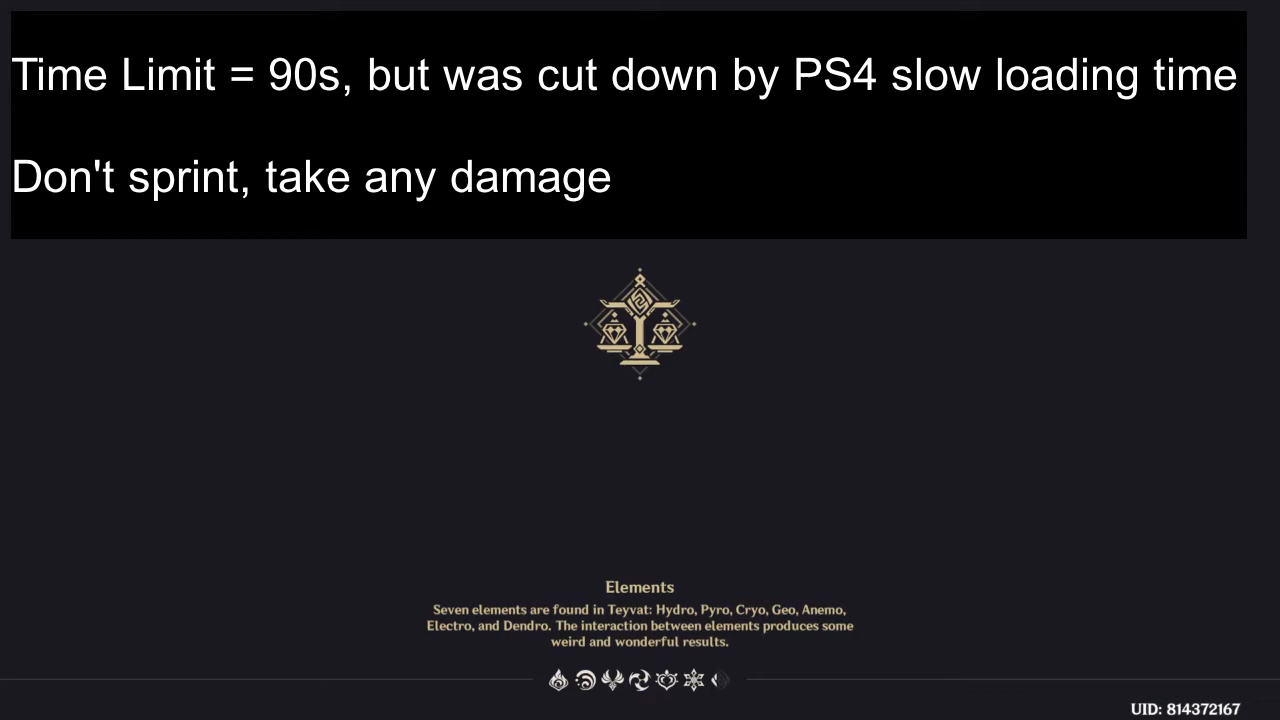 Time Limit = 90s, but was cut down by PS4 slow loading time
Don't sprint, take any damage
Elements
Seven elements are found in Teyvat: Hydro, Pyro, Cryo, Geo, Anemo,
Electro, and Dendro. The interaction between elements produces some
weird and wonderful results.
UID: 814372167